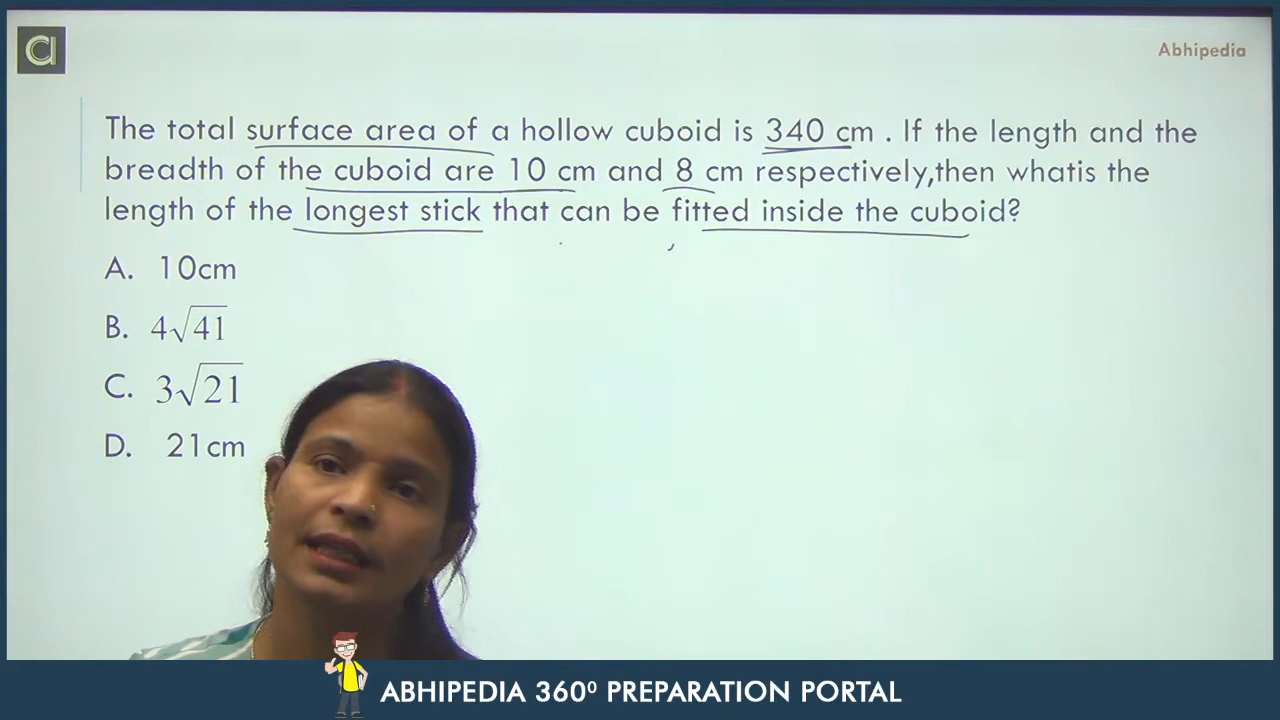 Abhipedia
The total surface area of a hollow cuboid is 340 cm . If the length and the
breadth of the cuboid are 10 cm and 8 cm respectively,then whatis the
length of the longest stick that can be fitted inside the cuboid?
A. 10cm
B. 4√41
C. 3√21
D. 21cm
ABHIPEDIA 360⁰ PREPARATION PORTAL